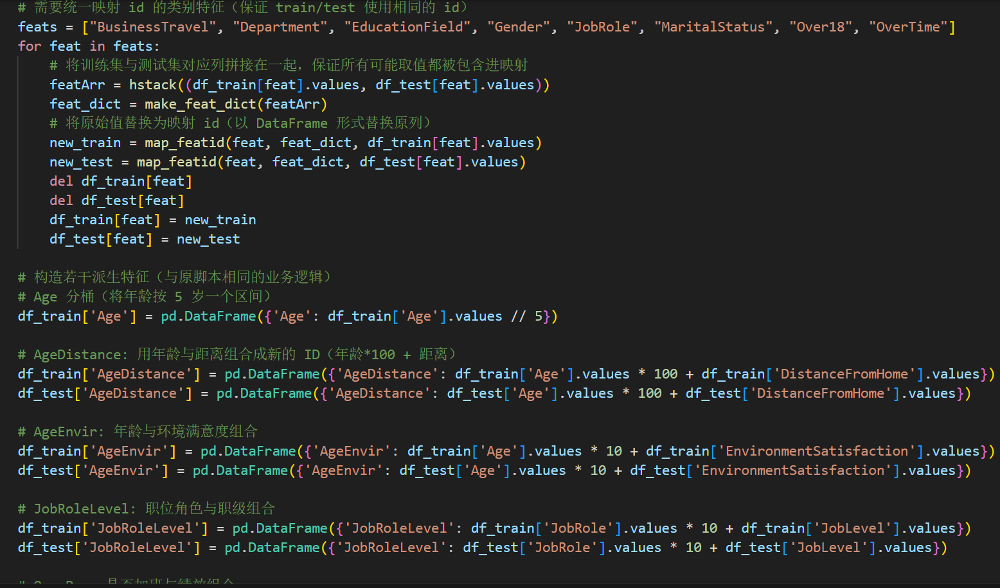 # 需要统一映射 id 的类别特征（保证 train/test 使用相同的 id）
feats = ["BusinessTravel", "Department", "EducationField", "Gender", "JobRole", "MaritalStatus", "Over18", "OverTime"]
for feat in feats:
# 将训练集与测试集对应列拼接在一起，保证所有可能取值都被包含进映射
featArr = hstack((df_train[feat].values, df_test[feat].values))
feat_dict = make_feat_dict(featArr)
# 将原始值替换为映射 id（以 DataFrame 形式替换原列）
new_train = map_featid(feat, feat_dict, df_train[feat].values)
new_test = map_featid(feat, feat_dict, df_test[feat].values)
del df_train[feat]
del df_test[feat]
df_train[feat] = new_train
df_test[feat] = new_test
# 构造若干派生特征（与原脚本相同的业务逻辑）
# Age 分桶（将年龄按 5 岁一个区间）
df_train['Age'] = pd.DataFrame({'Age': df_train['Age'].values // 5})
# AgeDistance: 用年龄与距离组合成新的 ID（年龄*100 + 距离）
df_train['AgeDistance'] = pd.DataFrame({'AgeDistance': df_train['Age'].values * 100 + df_train['DistanceFromHome'].values})
df_test['AgeDistance'] = pd.DataFrame({'AgeDistance': df_test['Age'].values * 100 + df_test['DistanceFromHome'].values})
# AgeEnvir: 年龄与环境满意度组合
df_train['AgeEnvir'] = pd.DataFrame({'AgeEnvir': df_train['Age'].values * 10 + df_train['EnvironmentSatisfaction'].values})
df_test['AgeEnvir'] = pd.DataFrame({'AgeEnvir': df_test['Age'].values * 10 + df_test['EnvironmentSatisfaction'].values})
# JobRoleLevel: 职位角色与职级组合
df_train['JobRoleLevel'] = pd.DataFrame({'JobRoleLevel': df_train['JobRole'].values * 10 + df_train['JobLevel'].values})
df_test['JobRoleLevel'] = pd.DataFrame({'JobRoleLevel': df_test['JobRole'].values * 10 + df_test['JobLevel'].values})